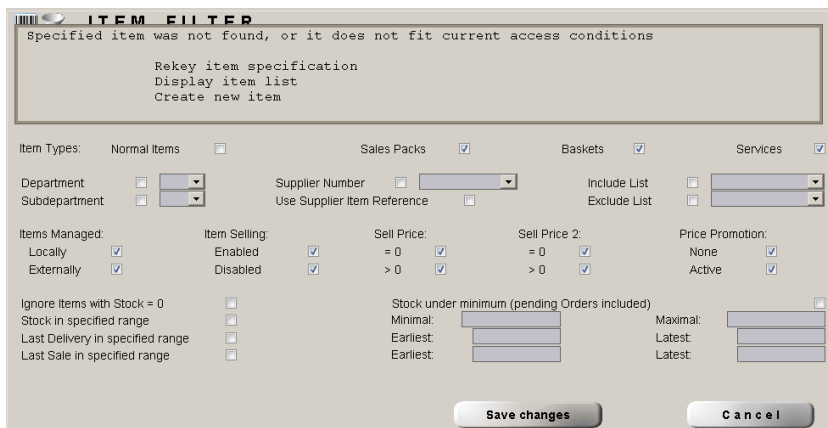 ITEM FILTER
Specified item was not found, or it does not fit current access conditions
Rekey item specification
Display item list
Create new item
Item Types: Normal Items Sales Packs Baskets Services
Department Supplier Number Include List
Subdepartment Use Supplier Item Reference Exclude List
Items Managed: Item Selling: Sell Price: Sell Price 2: Price Promotion:
Locally Enabled = 0 = 0 None
Externally Disabled > 0 > 0 Active
Ignore Items with Stock = 0 Stock under minimum (pending Orders included)
Stock in specified range Minimal: Maximal:
Last Delivery in specified range Earliest: Latest:
Last Sale in specified range Earliest: Latest:
Save changes Cancel